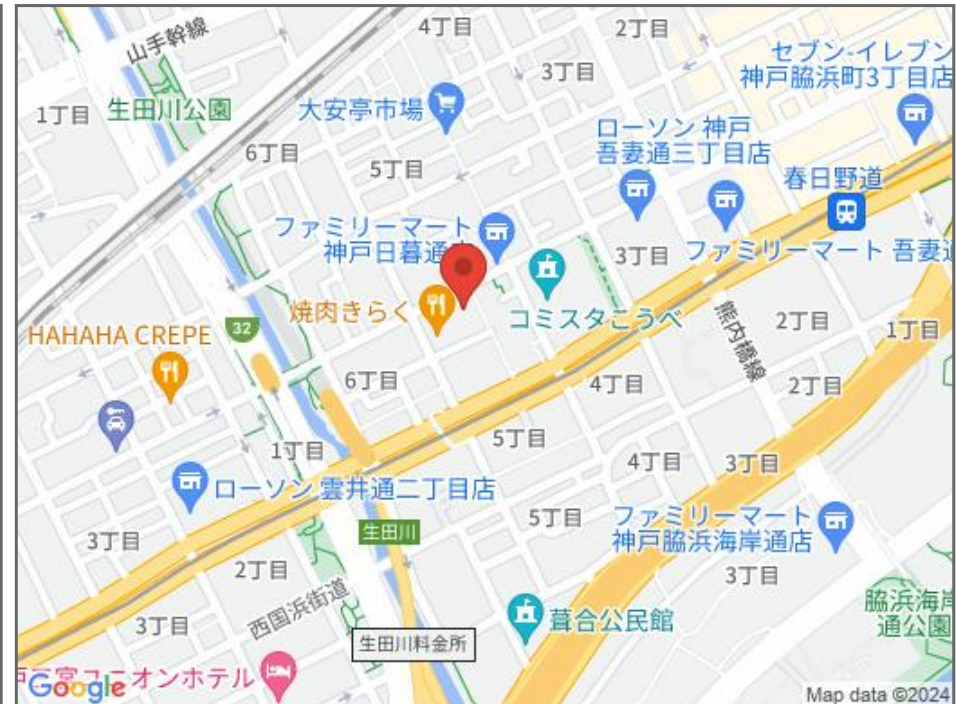 4丁目
2丁目
山手幹線
セブン-イレブン
神戸脇浜町3丁目店
3丁目
1丁目
生田川公園
大安亭市場
ローソン 神戸
吾妻通三丁目店
6丁目
5丁目
春日野道
ファミリーマート
神戸日暮通
3丁目
ファミリーマート 吾妻通
焼肉きらく
コミスタこうべ
熊内橋線
2丁目
1丁目
32
HAHAHA CREPE
6丁目
4丁目
2丁目
5丁目
1丁目
4丁目
3丁目
ローソン 雲井通二丁目店
5丁目
ファミリーマート
神戸脇浜海岸通店
生田川
3丁目
2丁目
3丁目
西国浜街道
脇浜海岸
通公園
3丁目
葺合公民館
生田川料金所
戸三宮ユニオンホテル
Google
Map data ©2024